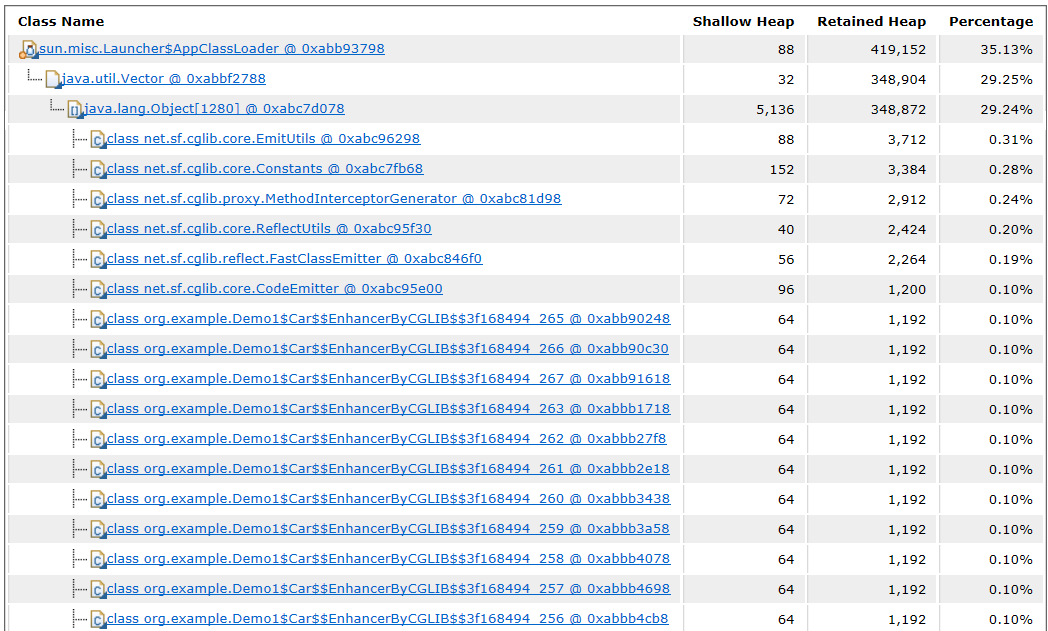 Class Name Shallow Heap Retained Heap Percentage
sun.misc.Launcher$AppClassLoader @ 0xabb93798 88 419,152 35.13%
java.util.Vector @ 0xabbf2788 32 348,904 29.25%
java.lang.Object[1280] @ 0xabc7d078 5,136 348,872 29.24%
class net.sf.cglib.core.EmitUtils @ 0xabc96298 88 3,712 0.31%
class net.sf.cglib.core.Constants @ 0xabc7fb68 152 3,384 0.28%
class net.sf.cglib.proxy.MethodInterceptorGenerator @ 0xabc81d98 72 2,912 0.24%
class net.sf.cglib.core.ReflectUtils @ 0xabc95f30 40 2,424 0.20%
class net.sf.cglib.reflect.FastClassEmitter @ 0xabc846f0 56 2,264 0.19%
class net.sf.cglib.core.CodeEmitter @ 0xabc95e00 96 1,200 0.10%
class org.example.Demo1$Car$$EnhancerByCGLIB$$3f168494_265 @ 0xabb90248 64 1,192 0.10%
class org.example.Demo1$Car$$EnhancerByCGLIB$$3f168494_266 @ 0xabb90c30 64 1,192 0.10%
class org.example.Demo1$Car$$EnhancerByCGLIB$$3f168494_267 @ 0xabb91618 64 1,192 0.10%
class org.example.Demo1$Car$$EnhancerByCGLIB$$3f168494_263 @ 0xabbb1718 64 1,192 0.10%
class org.example.Demo1$Car$$EnhancerByCGLIB$$3f168494_262 @ 0xabbb27f8 64 1,192 0.10%
class org.example.Demo1$Car$$EnhancerByCGLIB$$3f168494_261 @ 0xabbb2e18 64 1,192 0.10%
class org.example.Demo1$Car$$EnhancerByCGLIB$$3f168494_260 @ 0xabbb3438 64 1,192 0.10%
class org.example.Demo1$Car$$EnhancerByCGLIB$$3f168494_259 @ 0xabbb3a58 64 1,192 0.10%
class org.example.Demo1$Car$$EnhancerByCGLIB$$3f168494_258 @ 0xabbb4078 64 1,192 0.10%
class org.example.Demo1$Car$$EnhancerByCGLIB$$3f168494_257 @ 0xabbb4698 64 1,192 0.10%
class org.example.Demo1$Car$$EnhancerByCGLIB$$3f168494_256 @ 0xabbb4cb8 64 1,192 0.10%